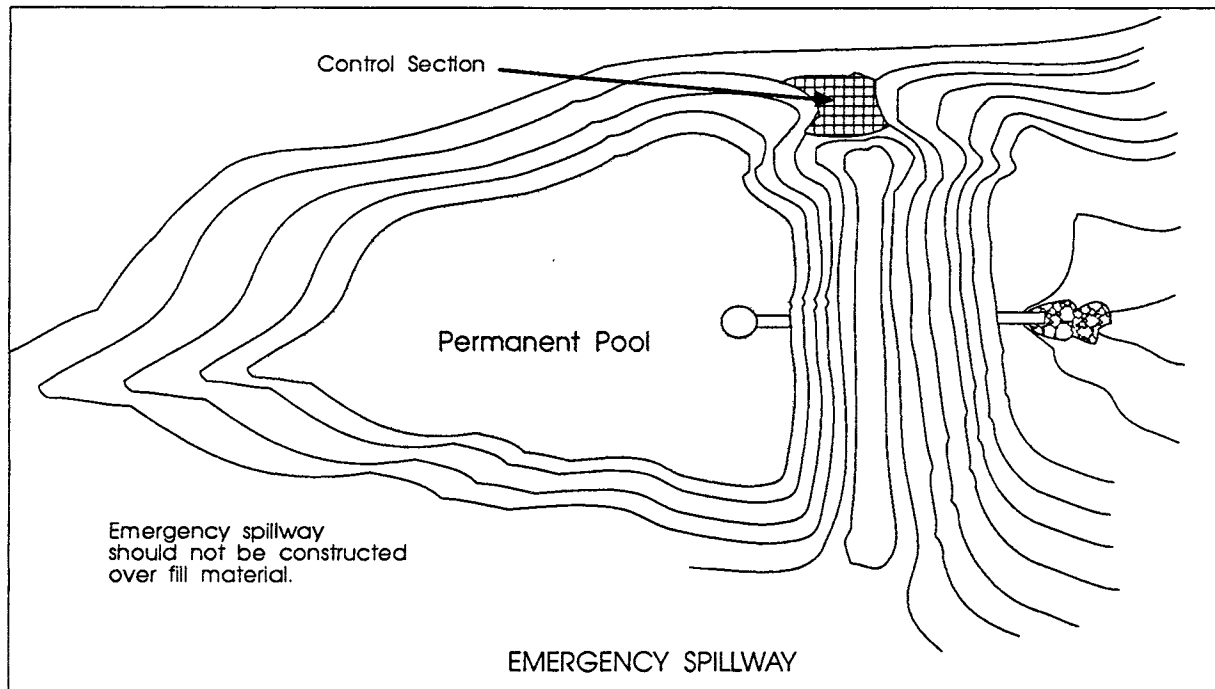 Control Section
Permanent Pool
Emergency spillway
should not be constructed
over fill material.
EMERGENCY SPILLWAY